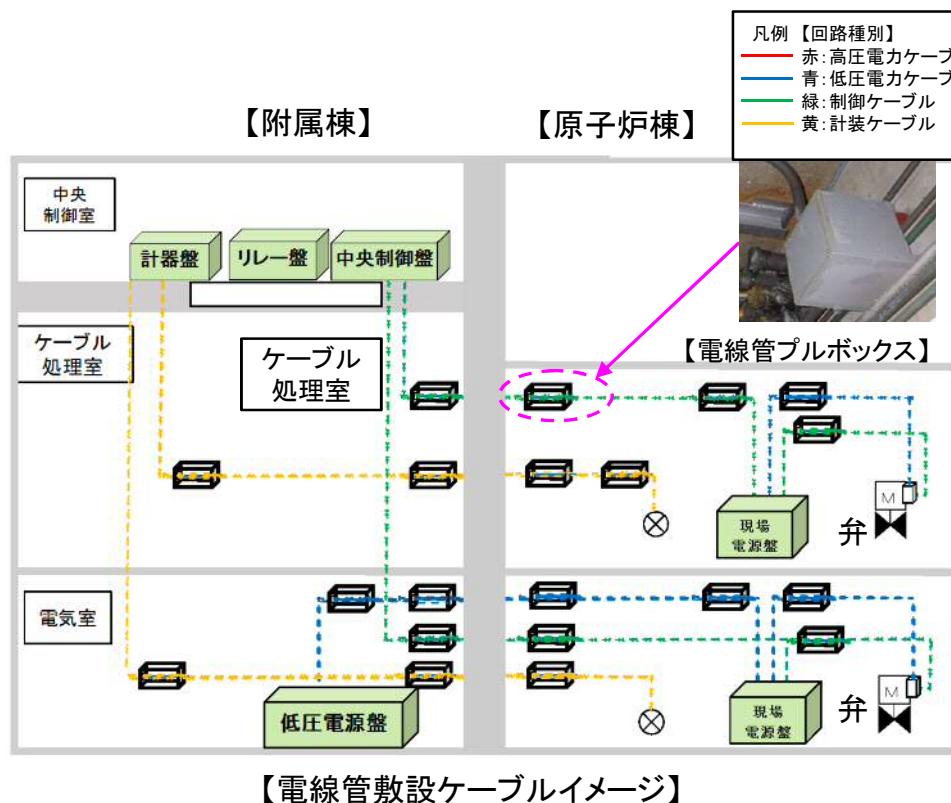 凡例【回路種別】
赤:高圧電力ケーブ
青:低圧電力ケーブ
緑:制御ケーブル
黄:計装ケーブル
【附属棟】
【原子炉棟】
中央
制御室
計器盤
リレー盤
中央制御盤
【電線管プルボックス】
ケーブル
処理室
ケーブル
処理室
M
現場
電源盤
弁
電気室
低圧電源盤
M
現場
電源盤
弁
【電線管敷設ケーブルイメージ】